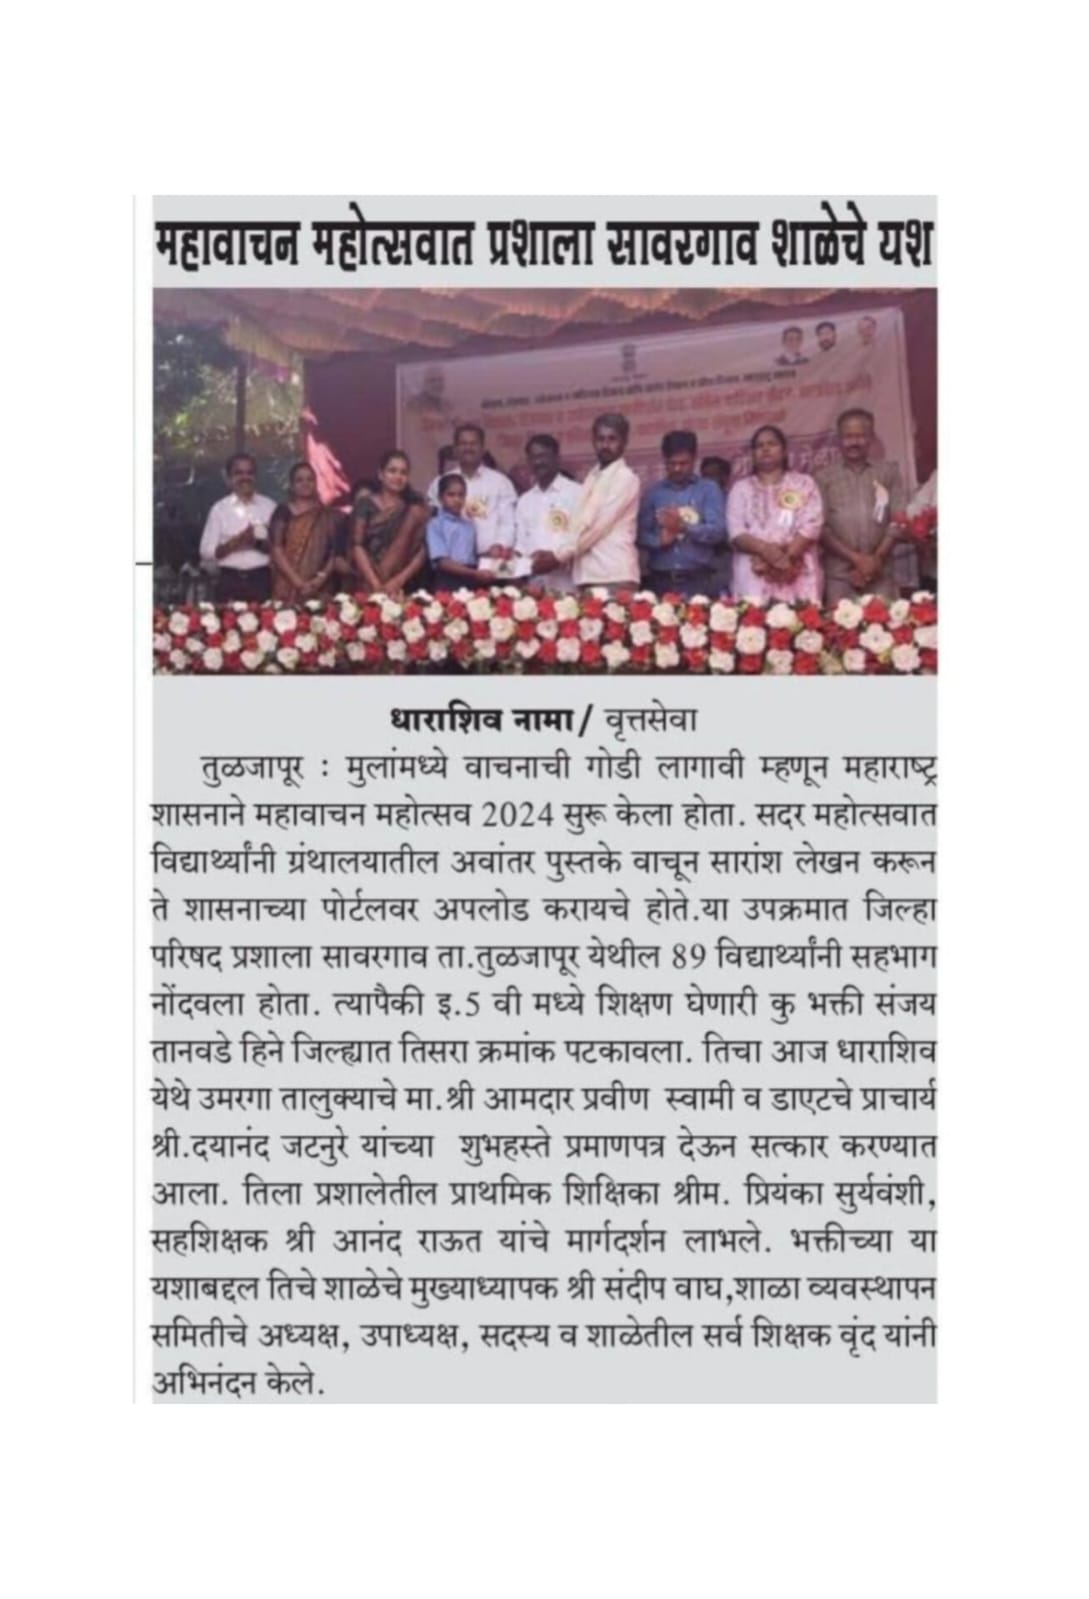 महावाचन महोत्सवात प्रशाला सावरगाव शाळेचे यश
धाराशिव नामा/ वृत्तसेवा
तुळजापूर : मुलांमध्ये वाचनाची गोडी लागावी म्हणून महाराष्ट्र
शासनाने महावाचन महोत्सव 2024 सुरू केला होता. सदर महोत्सवात
विद्यार्थ्यांनी ग्रंथालयातील अवांतर पुस्तके वाचून सारांश लेखन करून
ते शासनाच्या पोर्टलवर अपलोड करायचे होते.या उपक्रमात जिल्हा
परिषद प्रशाला सावरगाव ता.तुळजापूर येथील 89 विद्यार्थ्यांनी सहभाग
नोंदवला होता. त्यापैकी इ.5 वी मध्ये शिक्षण घेणारी कु भक्ती संजय
तानवडे हिने जिल्ह्यात तिसरा क्रमांक पटकावला. तिचा आज धाराशिव
येथे उमरगा तालुक्याचे मा.श्री आमदार प्रवीण स्वामी व डाएटचे प्राचार्य
श्री.दयानंद जटनुरे यांच्या शुभहस्ते प्रमाणपत्र देऊन सत्कार करण्यात
आला. तिला प्रशालेतील प्राथमिक शिक्षिका श्रीम. प्रियंका सुर्यवंशी,
सहशिक्षक श्री आनंद राऊत यांचे मार्गदर्शन लाभले. भक्तीच्या या
यशाबद्दल तिचे शाळेचे मुख्याध्यापक श्री संदीप वाघ,शाळा व्यवस्थापन
समितीचे अध्यक्ष, उपाध्यक्ष, सदस्य व शाळेतील सर्व शिक्षक वृंद यांनी
अभिनंदन केले.